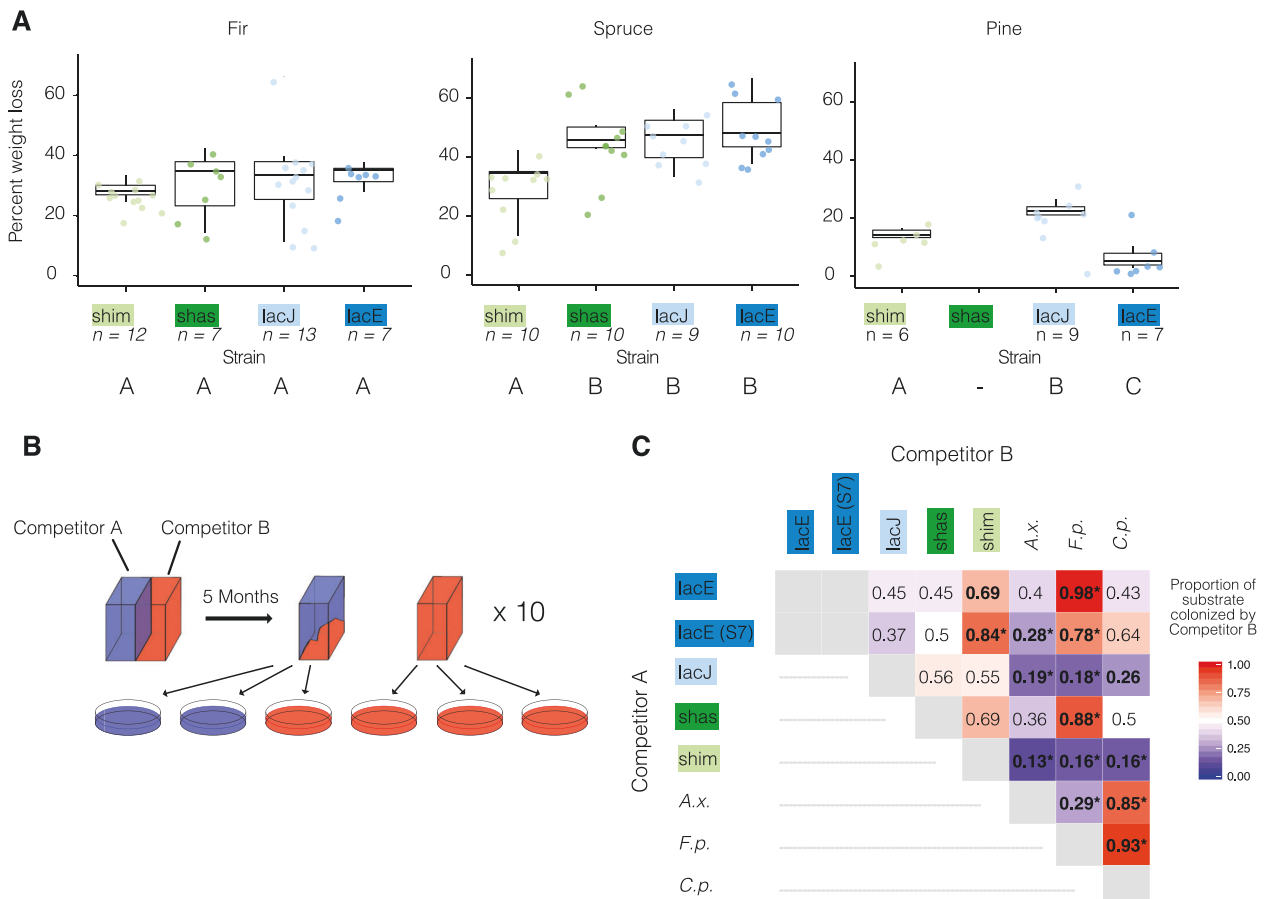 A
Fir
Spruce
Pine
Percent weight loss
60
40
20
0
60
40
20
0
60
40
20
0
shim
shas
lacJ
lacE
n = 12
n = 7
n = 13
n = 7
Strain
A
A
A
A
shim
shas
lacJ
lacE
n = 10
n = 10
n = 9
n = 10
Strain
A
B
B
B
shim
shas
lacJ
lacE
n = 6
n = 9
n = 7
Strain
A
-
B
C
B
Competitor A
Competitor B
5 Months
x 10
C
Competitor B
lacE
lacE (S7)
lacJ
shas
shim
A.x.
F.p.
C.p.
Competitor A
lacE 0.45 0.45 0.69 0.4 0.98* 0.43
lacE (S7) 0.37 0.5 0.84* 0.28* 0.78* 0.64
lacJ 0.56 0.55 0.19* 0.18* 0.26
shas 0.69 0.36 0.88* 0.5
shim 0.13* 0.16* 0.16*
A.x. 0.29* 0.85*
F.p. 0.93*
C.p.
Proportion of
substrate
colonized by
Competitor B
1.00
0.75
0.50
0.25
0.00